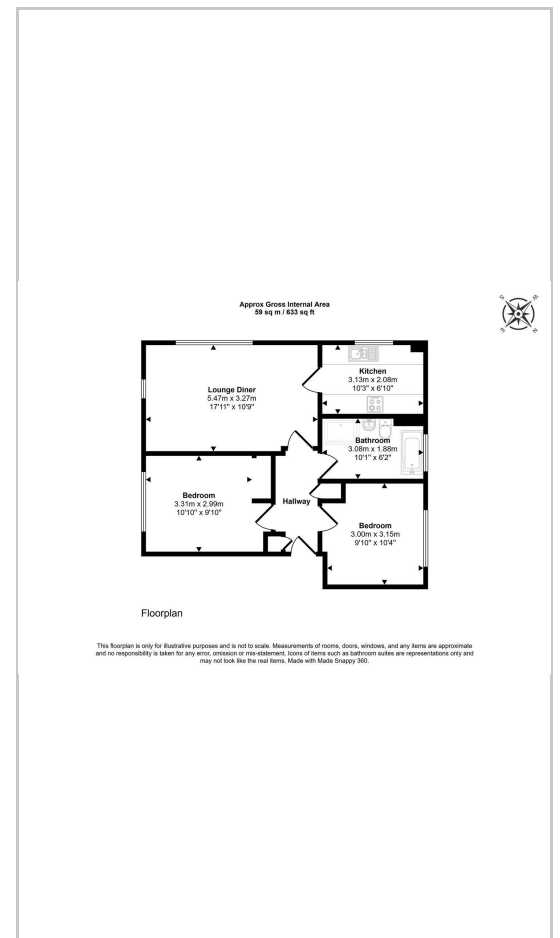 Approx Gross Internal Area
59 sq m / 633 sq ft
S
W
E
N
Kitchen
3.13m x 2.08m
10'3" x 6'10"
Lounge Diner
5.47m x 3.27m
17'11" x 10'9"
Bathroom
3.08m x 1.88m
10'1" x 6'2"
Bedroom
3.31m x 2.99m
10'10" x 9'10"
Hallway
Bedroom
3.00m x 3.15m
9'10" x 10'4"
Floorplan
This floorplan is only for illustrative purposes and is not to scale. Measurements of rooms, doors, windows, and any items are approximate
and no responsibility is taken for any error, omission or mis-statement. Icons of items such as bathroom suites are representations only and
may not look like the real items. Made with Made Snappy 360.